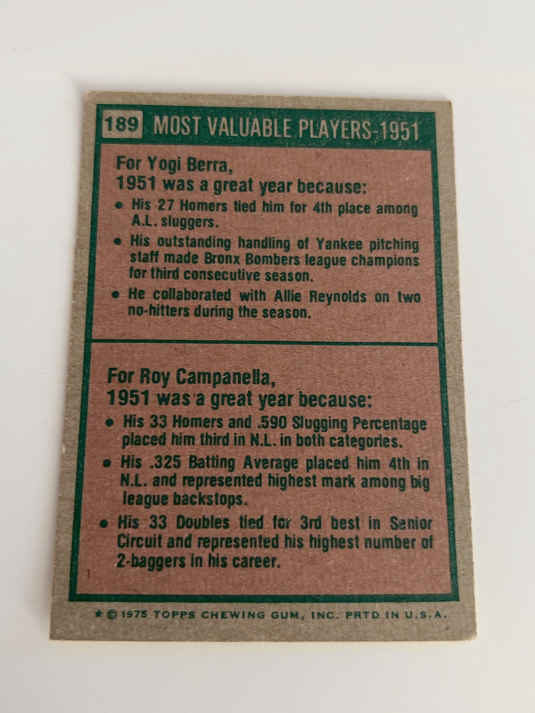 189 MOST VALUABLE PLAYERS-1951
For Yogi Berra,
1951 was a great year because:
● His 27 Homers tied him for 4th place among
A.L. sluggers.
● His outstanding handling of Yankee pitching
staff made Bronx Bombers league champions
for third consecutive season.
● He collaborated with Allie Reynolds on two
no-hitters during the season.
For Roy Campanella,
1951 was a great year because:
● His 33 Homers and .590 Slugging Percentage
placed him third in N.L. in both categories.
● His .325 Batting Average placed him 4th in
N.L. and represented highest mark among big
league backstops.
● His 33 Doubles tied for 3rd best in Senior
Circuit and represented his highest number of
2-baggers in his career.
* © 1975 TOPPS CHEWING GUM, INC. PRTD IN U.S.A.